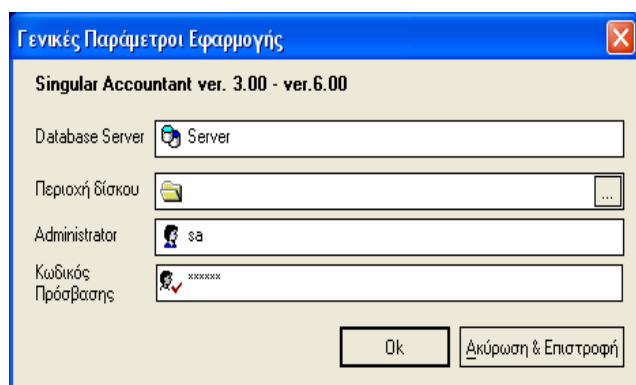 Γενικές Παράμετροι Εφαρμογής
Singular Accountant ver. 3.00 - ver.6.00
Database Server Server
Περιοχή δίσκου ...
Administrator sa
Κωδικός
Πρόσβασης xxxxxx
Ok Ακύρωση & Επιστροφή